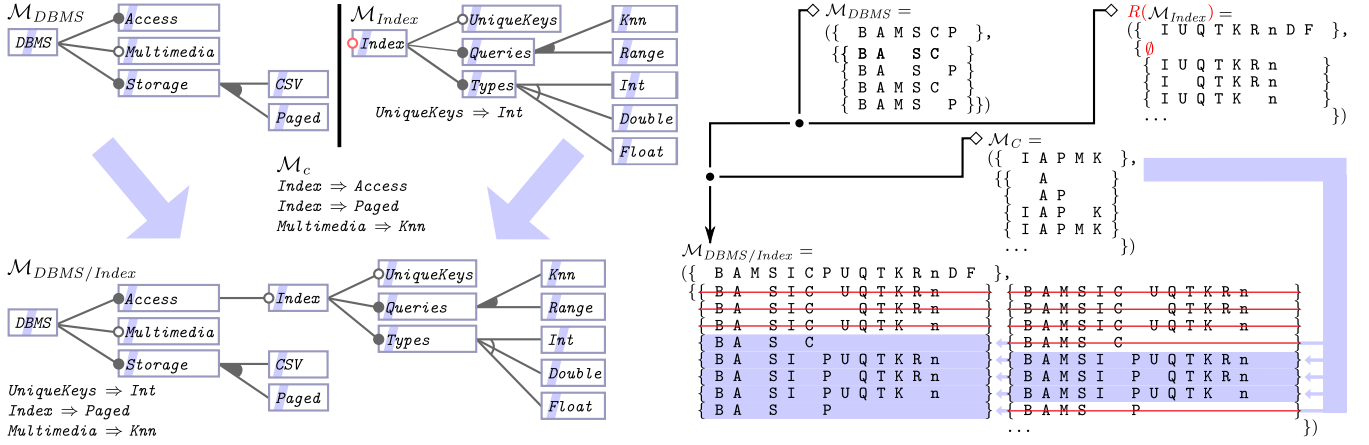 M_DBMS
DBMS
Access
Multimedia
Storage
CSV
Paged
M_Index
Index
UniqueKeys
Queries
Types
Knn
Range
Int
Double
Float
UniqueKeys ⇒ Int
M_c
Index ⇒ Access
Index ⇒ Paged
Multimedia ⇒ Knn
M_DBMS/Index
DBMS
Access
Multimedia
Storage
CSV
Paged
Index
UniqueKeys
Queries
Types
Knn
Range
Int
Double
Float
UniqueKeys ⇒ Int
Index ⇒ Paged
Multimedia ⇒ Knn
M_DBMS =
({ B A M S C P },
{{ B A S C }
{ B A S P }
{ B A M S C }
{ B A M S P }})
R(M_Index) =
({ I U Q T K R n D F },
{ ∅
{ I U Q T K R n }
{ I Q T K R n }
{ I U Q T K n }
... })
M_C =
({ I A P M K },
{{ A }
{ A P }
{ I A P K }
{ I A P M K }
... })
M_DBMS/Index =
({ B A M S I C P U Q T K R n D F },
{{ B A S I C U Q T K R n }
{ B A S I C Q T K R n }
{ B A S I C U Q T K n }
{ B A S C }
{ B A S I P U Q T K R n }
{ B A S I P Q T K R n }
{ B A S I P U Q T K n }
{ B A S P }
{ B A M S I C U Q T K R n }
{ B A M S I C Q T K R n }
{ B A M S I C U Q T K n }
{ B A M S C }
{ B A M S I P U Q T K R n }
{ B A M S I P Q T K R n }
{ B A M S I P U Q T K n }
{ B A M S P }
... })